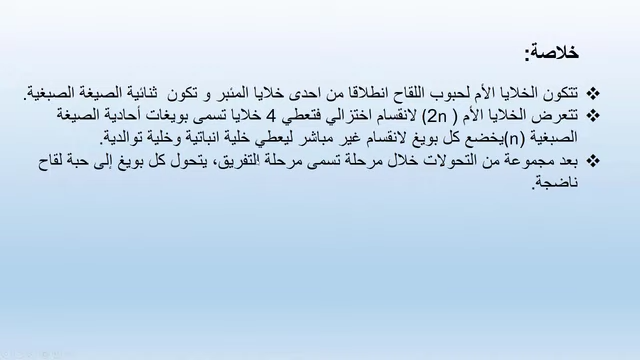 خلاصة:
❖ تتكون الخلايا الأم لحبوب اللقاح انطلاقا من احدى خلايا المئبر و تكون ثنائية الصيغة الصبغية.
❖ تتعرض الخلايا الأم ( 2n) لانقسام اختزالي فتعطي 4 خلايا تسمى بويغات أحادية الصيغة
الصبغية (n)يخضع كل بويغ لانقسام غير مباشر ليعطي خلية انباتية وخلية توالدية.
❖ بعد مجموعة من التحولات خلال مرحلة تسمى مرحلة التفريق، يتحول كل بويغ إلى حبة لقاح
ناضجة.